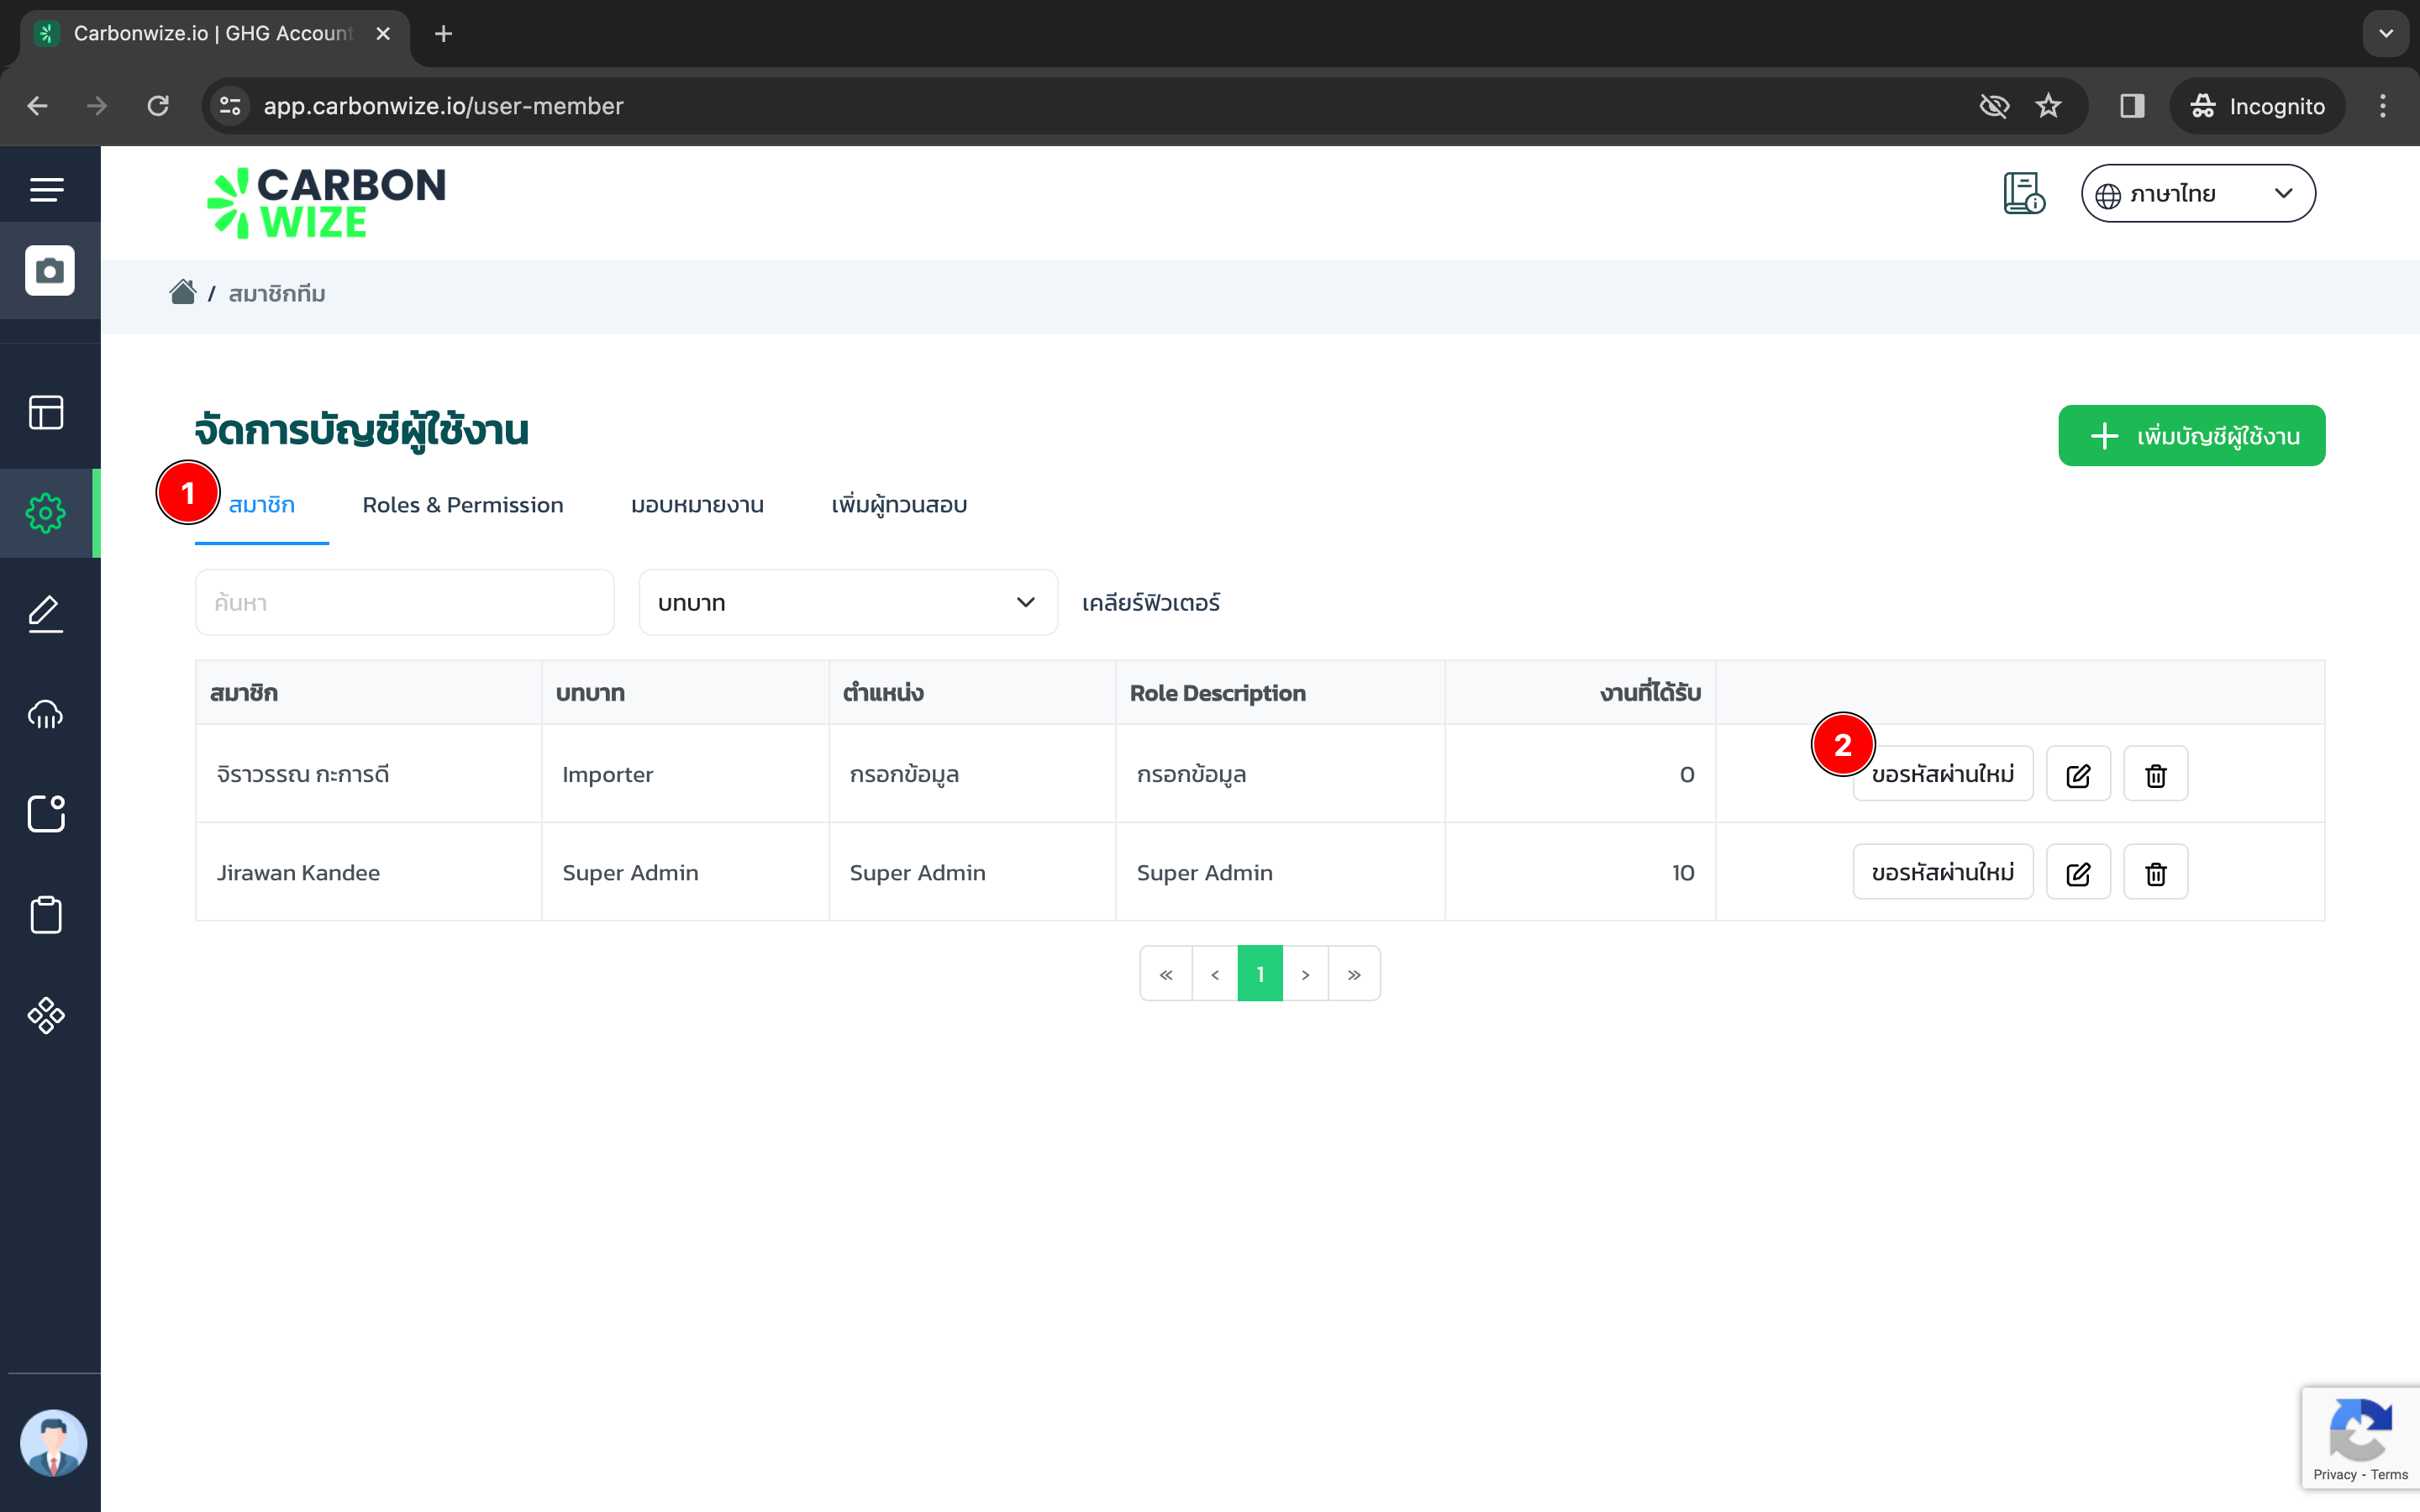 Carbonwize.io | GHG Account
app.carbonwize.io/user-member
Incognito
CARBON
WIZE
ภาษาไทย
/ สมาชิกทีม
จัดการบัญชีผู้ใช้งาน
เพิ่มบัญชีผู้ใช้งาน
1
สมาชิก Roles & Permission มอบหมายงาน เพิ่มผู้ทวนสอบ
ค้นหา บทบาท เคลียร์ฟิวเตอร์
สมาชิก บทบาท ตำแหน่ง Role Description งานที่ได้รับ
2
จิราวรรณ กะการดี Importer กรอกข้อมูล กรอกข้อมูล 0 ขอรหัสผ่านใหม่
Jirawan Kandee Super Admin Super Admin Super Admin 10 ขอรหัสผ่านใหม่
« < 1 > »
Privacy - Terms